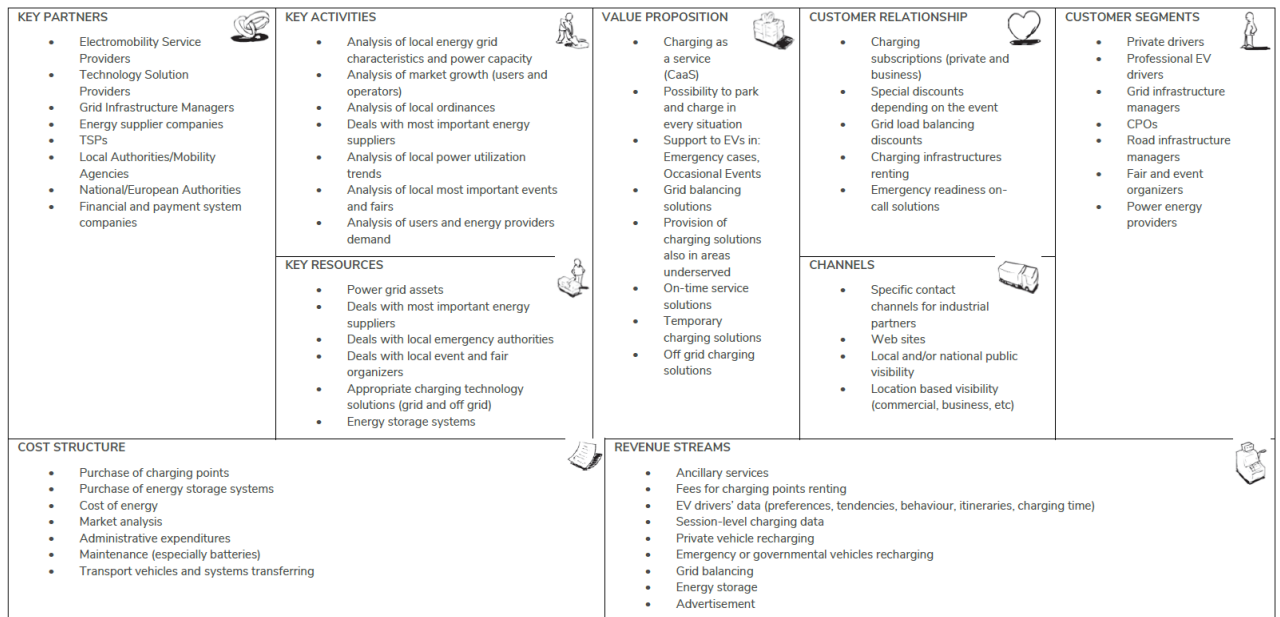 KEY PARTNERS
Electromobility Service
Providers
Technology Solution
Providers
Grid Infrastructure Managers
Energy supplier companies
TSPs
Local Authorities/Mobility
Agencies
National/European Authorities
Financial and payment system
companies
KEY ACTIVITIES
Analysis of local energy grid
characteristics and power capacity
Analysis of market growth (users and
operators)
Analysis of local ordinances
Deals with most important energy
suppliers
Analysis of local power utilization
trends
Analysis of local most important events
and fairs
Analysis of users and energy providers
demand
KEY RESOURCES
Power grid assets
Deals with most important energy
suppliers
Deals with local emergency authorities
Deals with local event and fair
organizers
Appropriate charging technology
solutions (grid and off grid)
Energy storage systems
VALUE PROPOSITION
Charging as
a service
(CaaS)
Possibility to park
and charge in
every situation
Support to EVs in:
Emergency cases,
Occasional Events
Grid balancing
solutions
Provision of
charging solutions
also in areas
underserved
On-time service
solutions
Temporary
charging solutions
Off grid charging
solutions
CUSTOMER RELATIONSHIP
Charging
subscriptions (private and
business)
Special discounts
depending on the event
Grid load balancing
discounts
Charging infrastructures
renting
Emergency readiness on-
call solutions
CHANNELS
Specific contact
channels for industrial
partners
Web sites
Local and/or national public
visibility
Location based visibility
(commercial, business, etc)
CUSTOMER SEGMENTS
Private drivers
Professional EV
drivers
Grid infrastructure
managers
CPOs
Road infrastructure
managers
Fair and event
organizers
Power energy
providers
COST STRUCTURE
Purchase of charging points
Purchase of energy storage systems
Cost of energy
Market analysis
Administrative expenditures
Maintenance (especially batteries)
Transport vehicles and systems transferring
REVENUE STREAMS
Ancillary services
Fees for charging points renting
EV drivers' data (preferences, tendencies, behaviour, itineraries, charging time)
Session-level charging data
Private vehicle recharging
Emergency or governmental vehicles recharging
Grid balancing
Energy storage
Advertisement